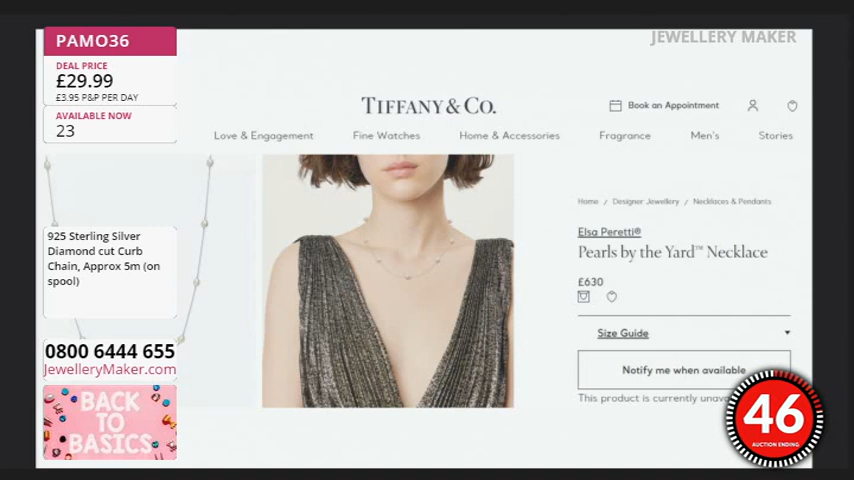 PAMO36
DEAL PRICE
£29.99
£3.95 P&P PER DAY
AVAILABLE NOW
23
925 Sterling Silver
Diamond cut Curb
Chain, Approx 5m (on
spool)
0800 6444 655
JewelleryMaker.com
BACK
TO
BASICS
JEWELLERY MAKER
TIFFANY & CO.
Book an Appointment
Love & Engagement Fine Watches Home & Accessories Fragrance Men's Stories
Home / Designer Jewellery / Necklaces & Pendants
Elsa Peretti®
Pearls by the Yard™ Necklace
£630
Size Guide
Notify me when available
This product is currently
46
AUCTION ENDING